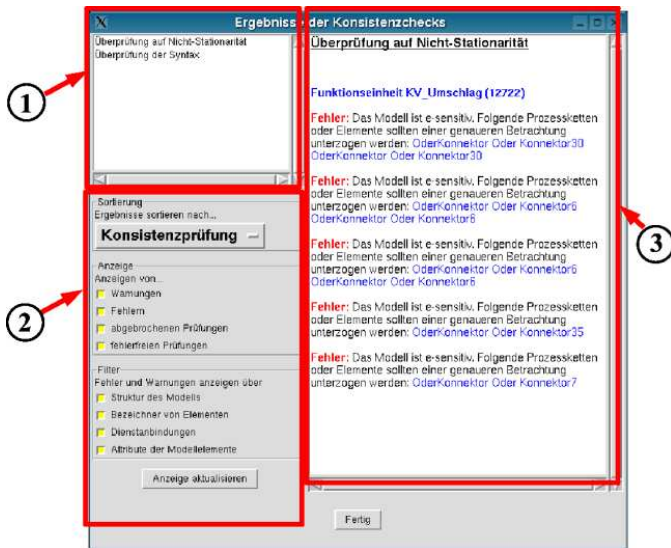 Ergebnisse der Konsistenzchecks
Überprüfung auf Nicht-Stationarität
Überprüfung der Syntax
1
Sortierung
Ergebnisse sortieren nach...
Konsistenzprüfung
Anzeige
Anzeigen von...
Warnungen
Fehlern
abgebrochenen Prüfungen
fehlerfreien Prüfungen
2
Filter
Fehler und Warnungen anzeigen über
Struktur des Modells
Bezeichner von Elementen
Dienstanbindungen
Attribute der Modellelemente
Anzeige aktualisieren
Überprüfung auf Nicht-Stationarität
Funktionseinheit KV_Umschlag (12722)
Fehler: Das Modell ist e-sensitiv. Folgende Prozessketten
oder Elemente sollten einer genaueren Betrachtung
unterzogen werden: OderKonnektor Oder Konnektor30
OderKonnektor Oder Konnektor30
Fehler: Das Modell ist e-sensitiv. Folgende Prozessketten
oder Elemente sollten einer genaueren Betrachtung
unterzogen werden: OderKonnektor Oder Konnektor6
OderKonnektor Oder Konnektor6
Fehler: Das Modell ist e-sensitiv. Folgende Prozessketten
oder Elemente sollten einer genaueren Betrachtung
unterzogen werden: OderKonnektor Oder Konnektor6
OderKonnektor Oder Konnektor6
Fehler: Das Modell ist e-sensitiv. Folgende Prozessketten
oder Elemente sollten einer genaueren Betrachtung
unterzogen werden: OderKonnektor Oder Konnektor35
Fehler: Das Modell ist e-sensitiv. Folgende Prozessketten
oder Elemente sollten einer genaueren Betrachtung
unterzogen werden: OderKonnektor Oder Konnektor7
3
Fertig